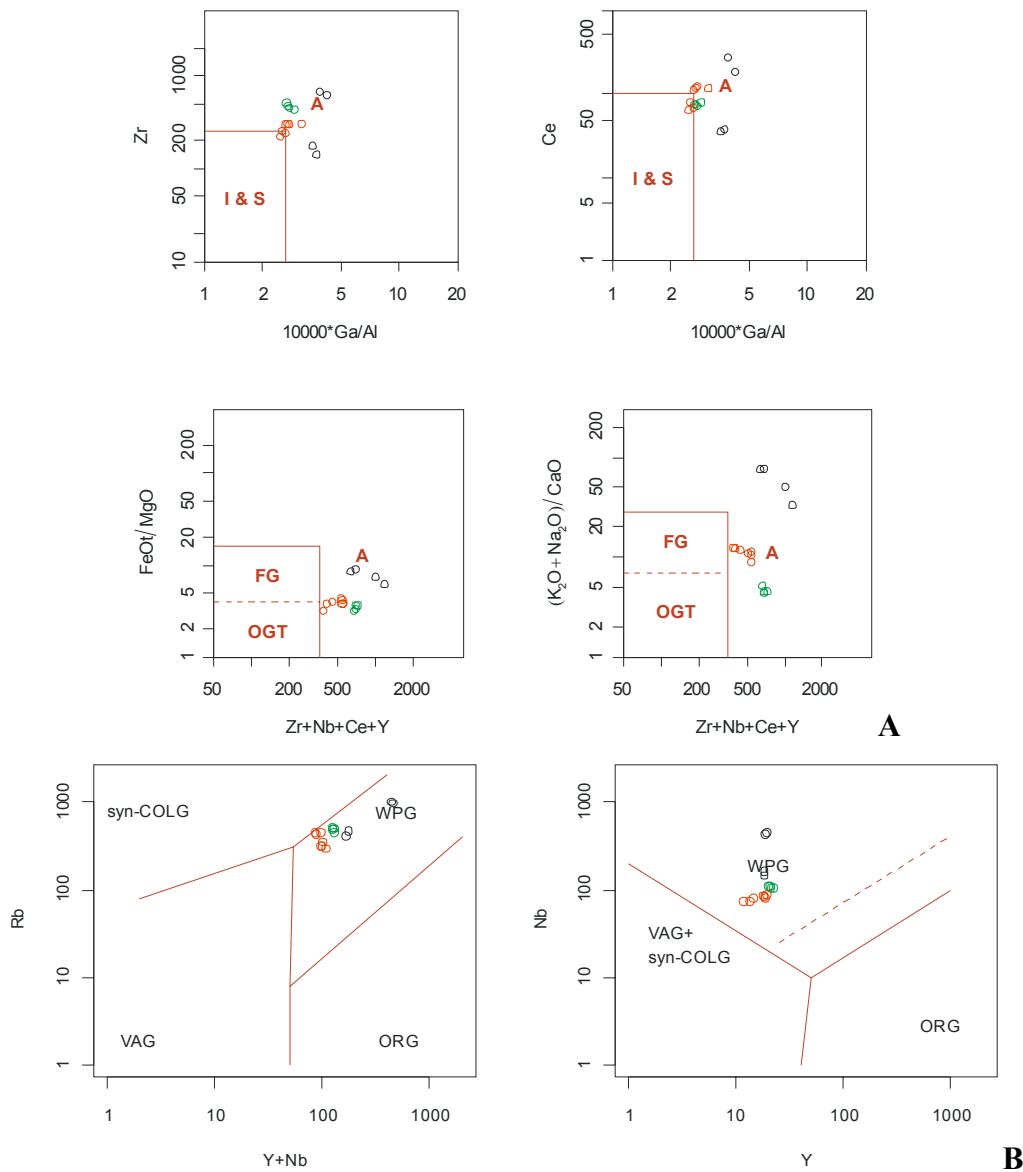 Zr
1000
200
50
10
A
I & S
1
2
5
10
20
10000*Ga/Al
Ce
500
50
5
1
A
I & S
1
2
5
10
20
10000*Ga/Al
FeOt/MgO
200
50
20
5
2
1
A
FG
OGT
50
200
500
2000
Zr+Nb+Ce+Y
(K₂O + Na₂O)/CaO
200
50
20
5
2
1
FG
A
OGT
50
500
2000
Zr+Nb+Ce+Y
A
Rb
1000
100
10
1
syn-COLG
WPG
VAG
ORG
1
10
100
1000
Y+Nb
Nb
1000
100
10
1
WPG
VAG+
syn-COLG
ORG
1
10
100
1000
Y
B